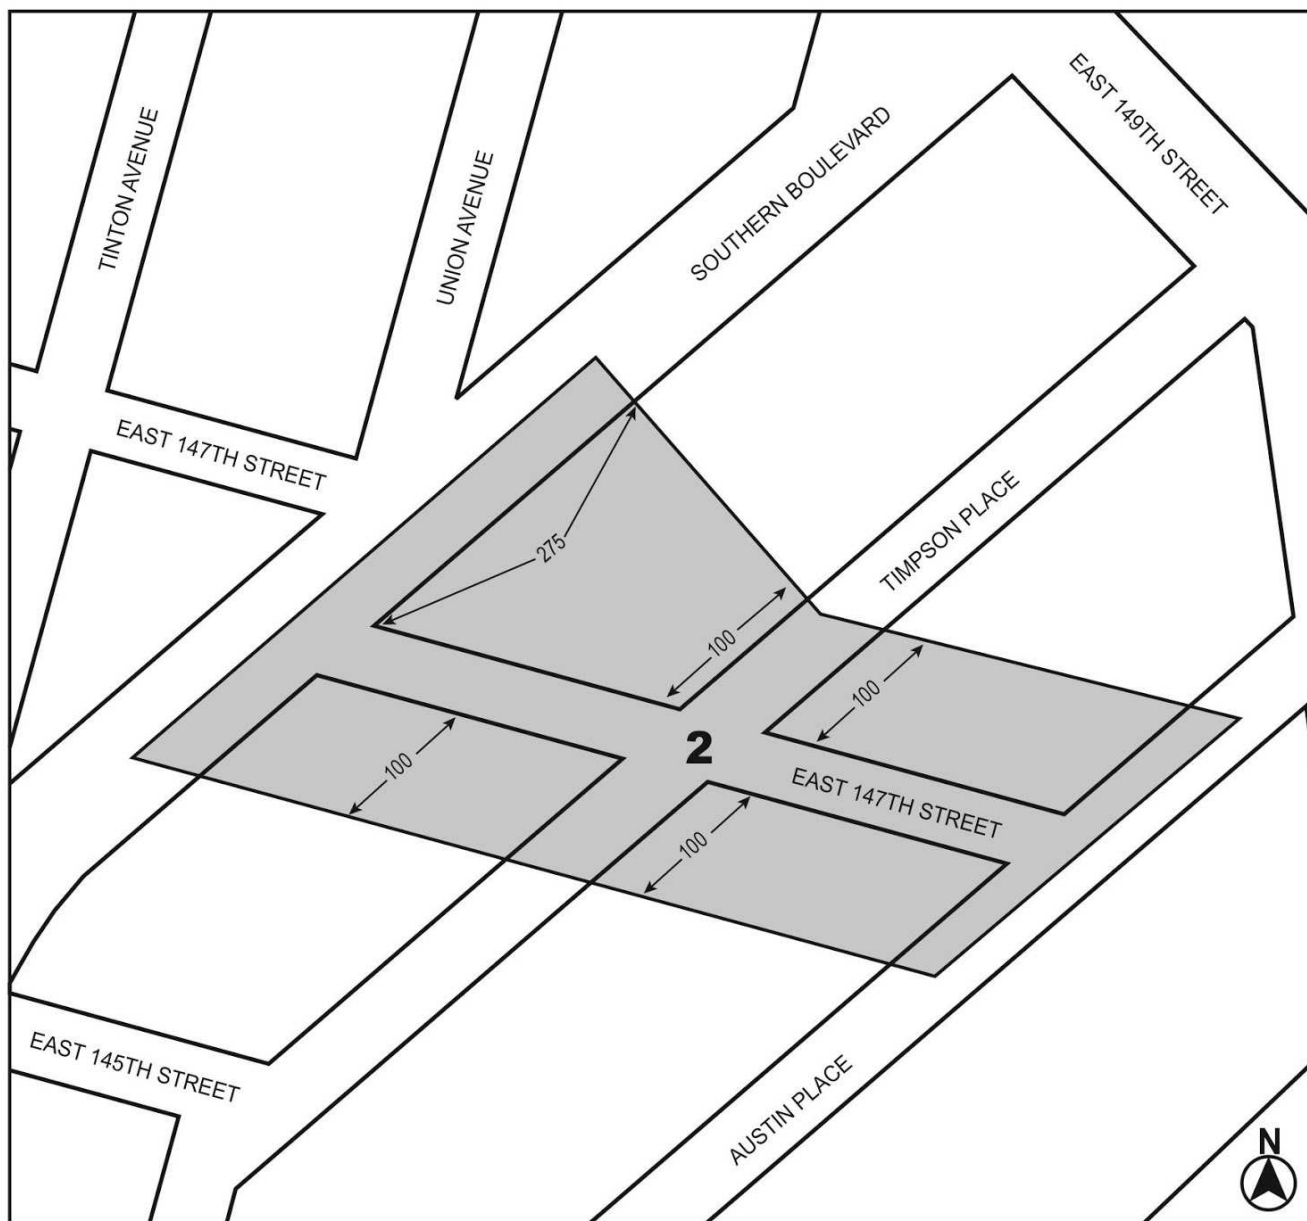 EAST 149TH STREET
TINTON AVENUE
UNION AVENUE
SOUTHERN BOULEVARD
EAST 147TH STREET
TIMPSON PLACE
275
100
100
2
100
EAST 147TH STREET
100
EAST 145TH STREET
AUSTIN PLACE
N